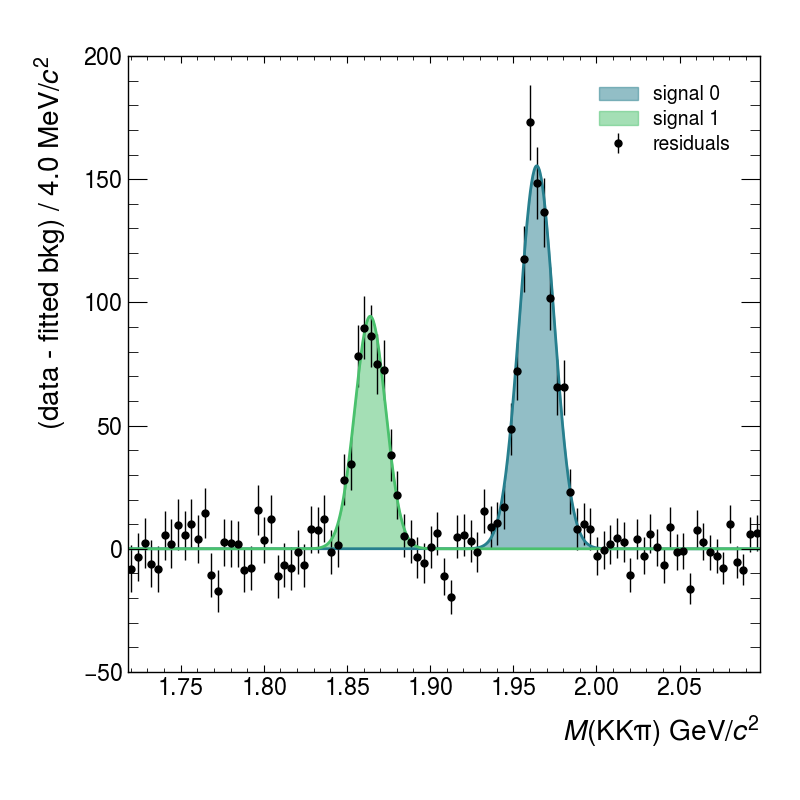 (data - fitted bkg) / 4.0 MeV/c²
200
150
100
50
0
−50
signal 0
signal 1
residuals
1.75 1.80 1.85 1.90 1.95 2.00 2.05
M(KKπ) GeV/c²